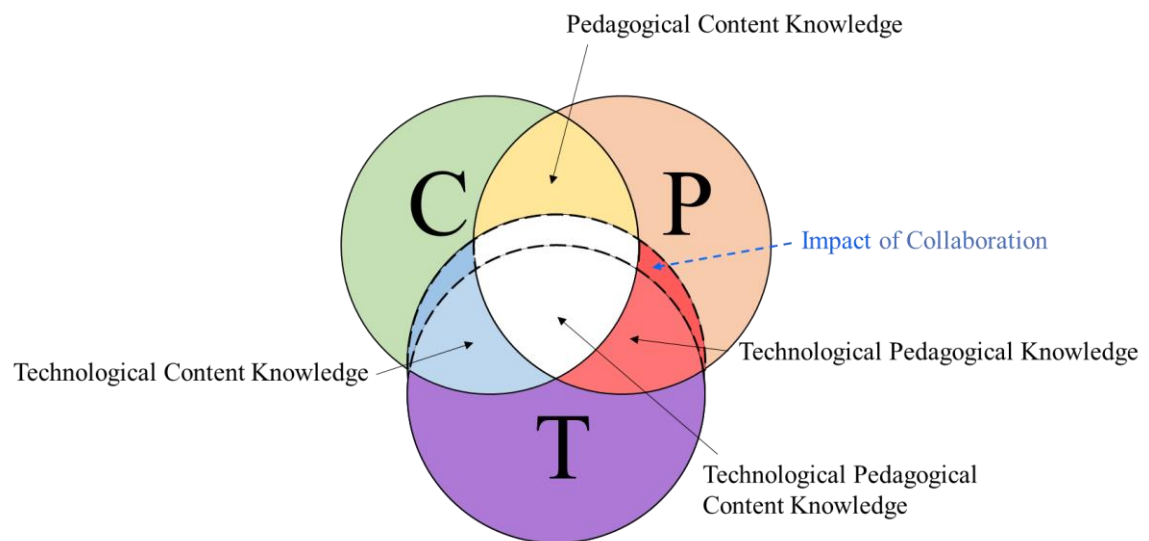 Pedagogical Content Knowledge
C
P
Impact of Collaboration
Technological Pedagogical Knowledge
Technological Content Knowledge
T
Technological Pedagogical
Content Knowledge